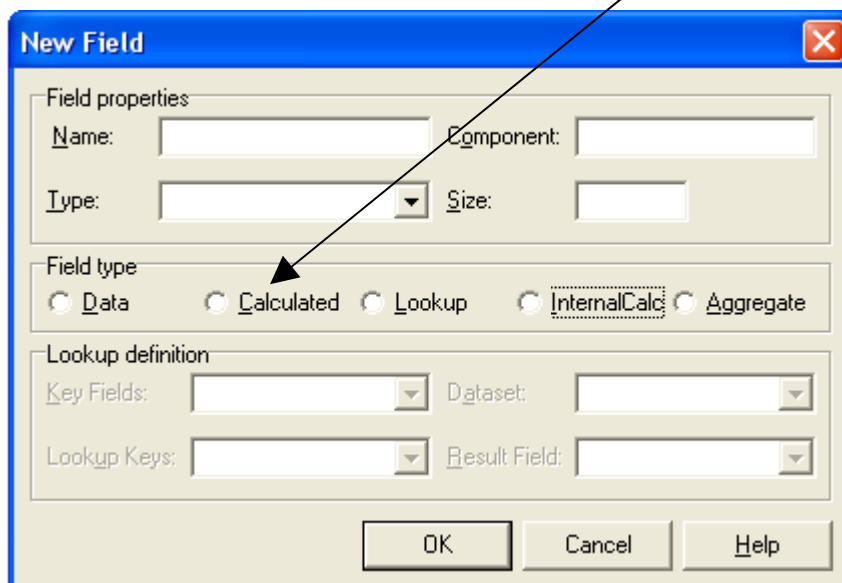 New Field
Field properties
Name: Component:
Type: Size:
Field type
Data Calculated Lookup InternalCalc Aggregate
Lookup definition
Key Fields: Dataset:
Lookup Keys: Result Field:
OK Cancel Help